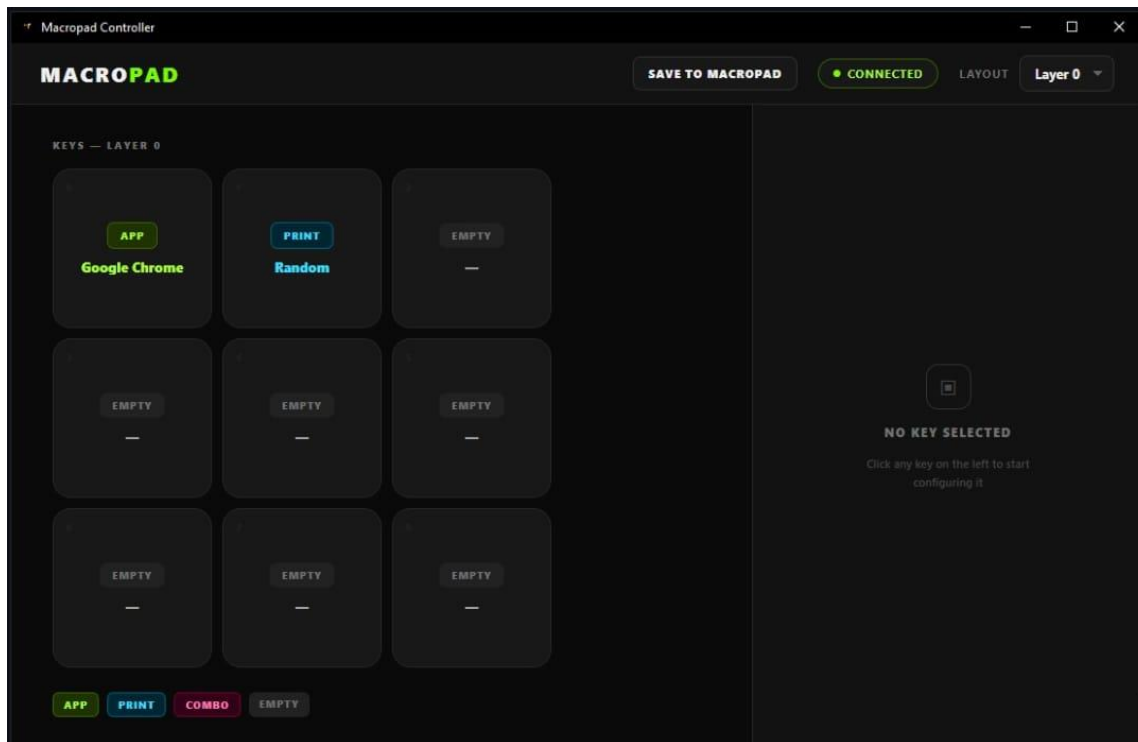 Macropad Controller
MACROPAD
SAVE TO MACROPAD
CONNECTED
LAYOUT
Layer 0
KEYS — LAYER 0
APP
Google Chrome
PRINT
Random
EMPTY
—
EMPTY
—
EMPTY
—
EMPTY
—
EMPTY
—
EMPTY
—
EMPTY
—
NO KEY SELECTED
Click any key on the left to start
configuring it
APP
PRINT
COMBO
EMPTY